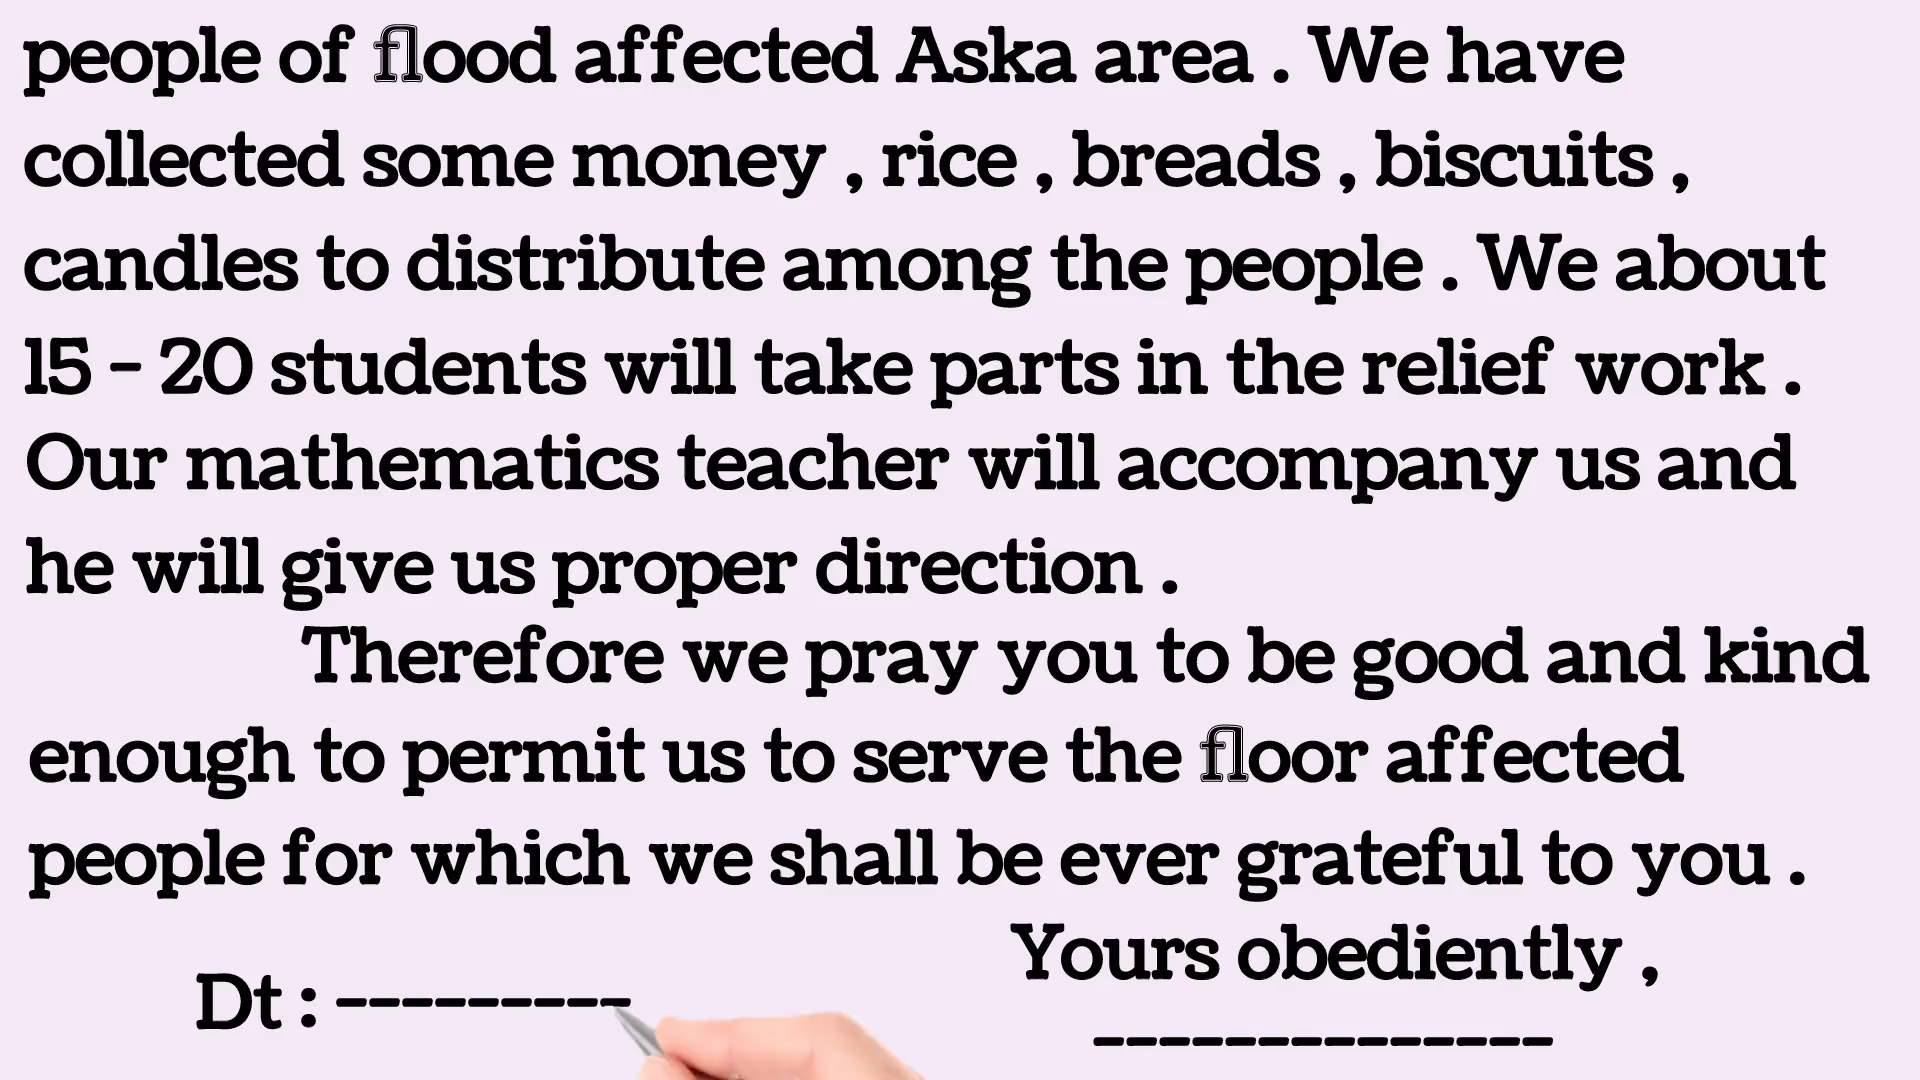 people of flood affected Aska area . We have
collected some money , rice , breads , biscuits ,
candles to distribute among the people . We about
15 - 20 students will take parts in the relief work .
Our mathematics teacher will accompany us and
he will give us proper direction .
Therefore we pray you to be good and kind
enough to permit us to serve the floor affected
people for which we shall be ever grateful to you .
Yours obediently ,
Dt : ---------
--------------